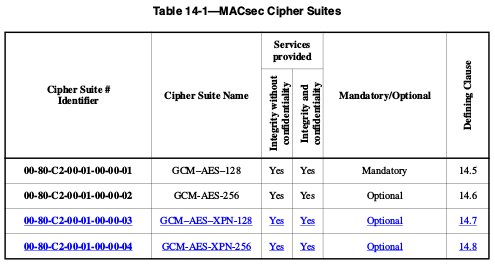 Table 14-1—MACsec Cipher Suites
Cipher Suite # Identifier Cipher Suite Name Services provided Integrity without confidentiality Integrity and confidentiality Mandatory/Optional Defining Clause
00-80-C2-00-01-00-00-01 GCM–AES–128 Yes Yes Mandatory 14.5
00-80-C2-00-01-00-00-02 GCM-AES-256 Yes Yes Optional 14.6
00-80-C2-00-01-00-00-03 GCM–AES–XPN-128 Yes Yes Optional 14.7
00-80-C2-00-01-00-00-04 GCM-AES-XPN-256 Yes Yes Optional 14.8